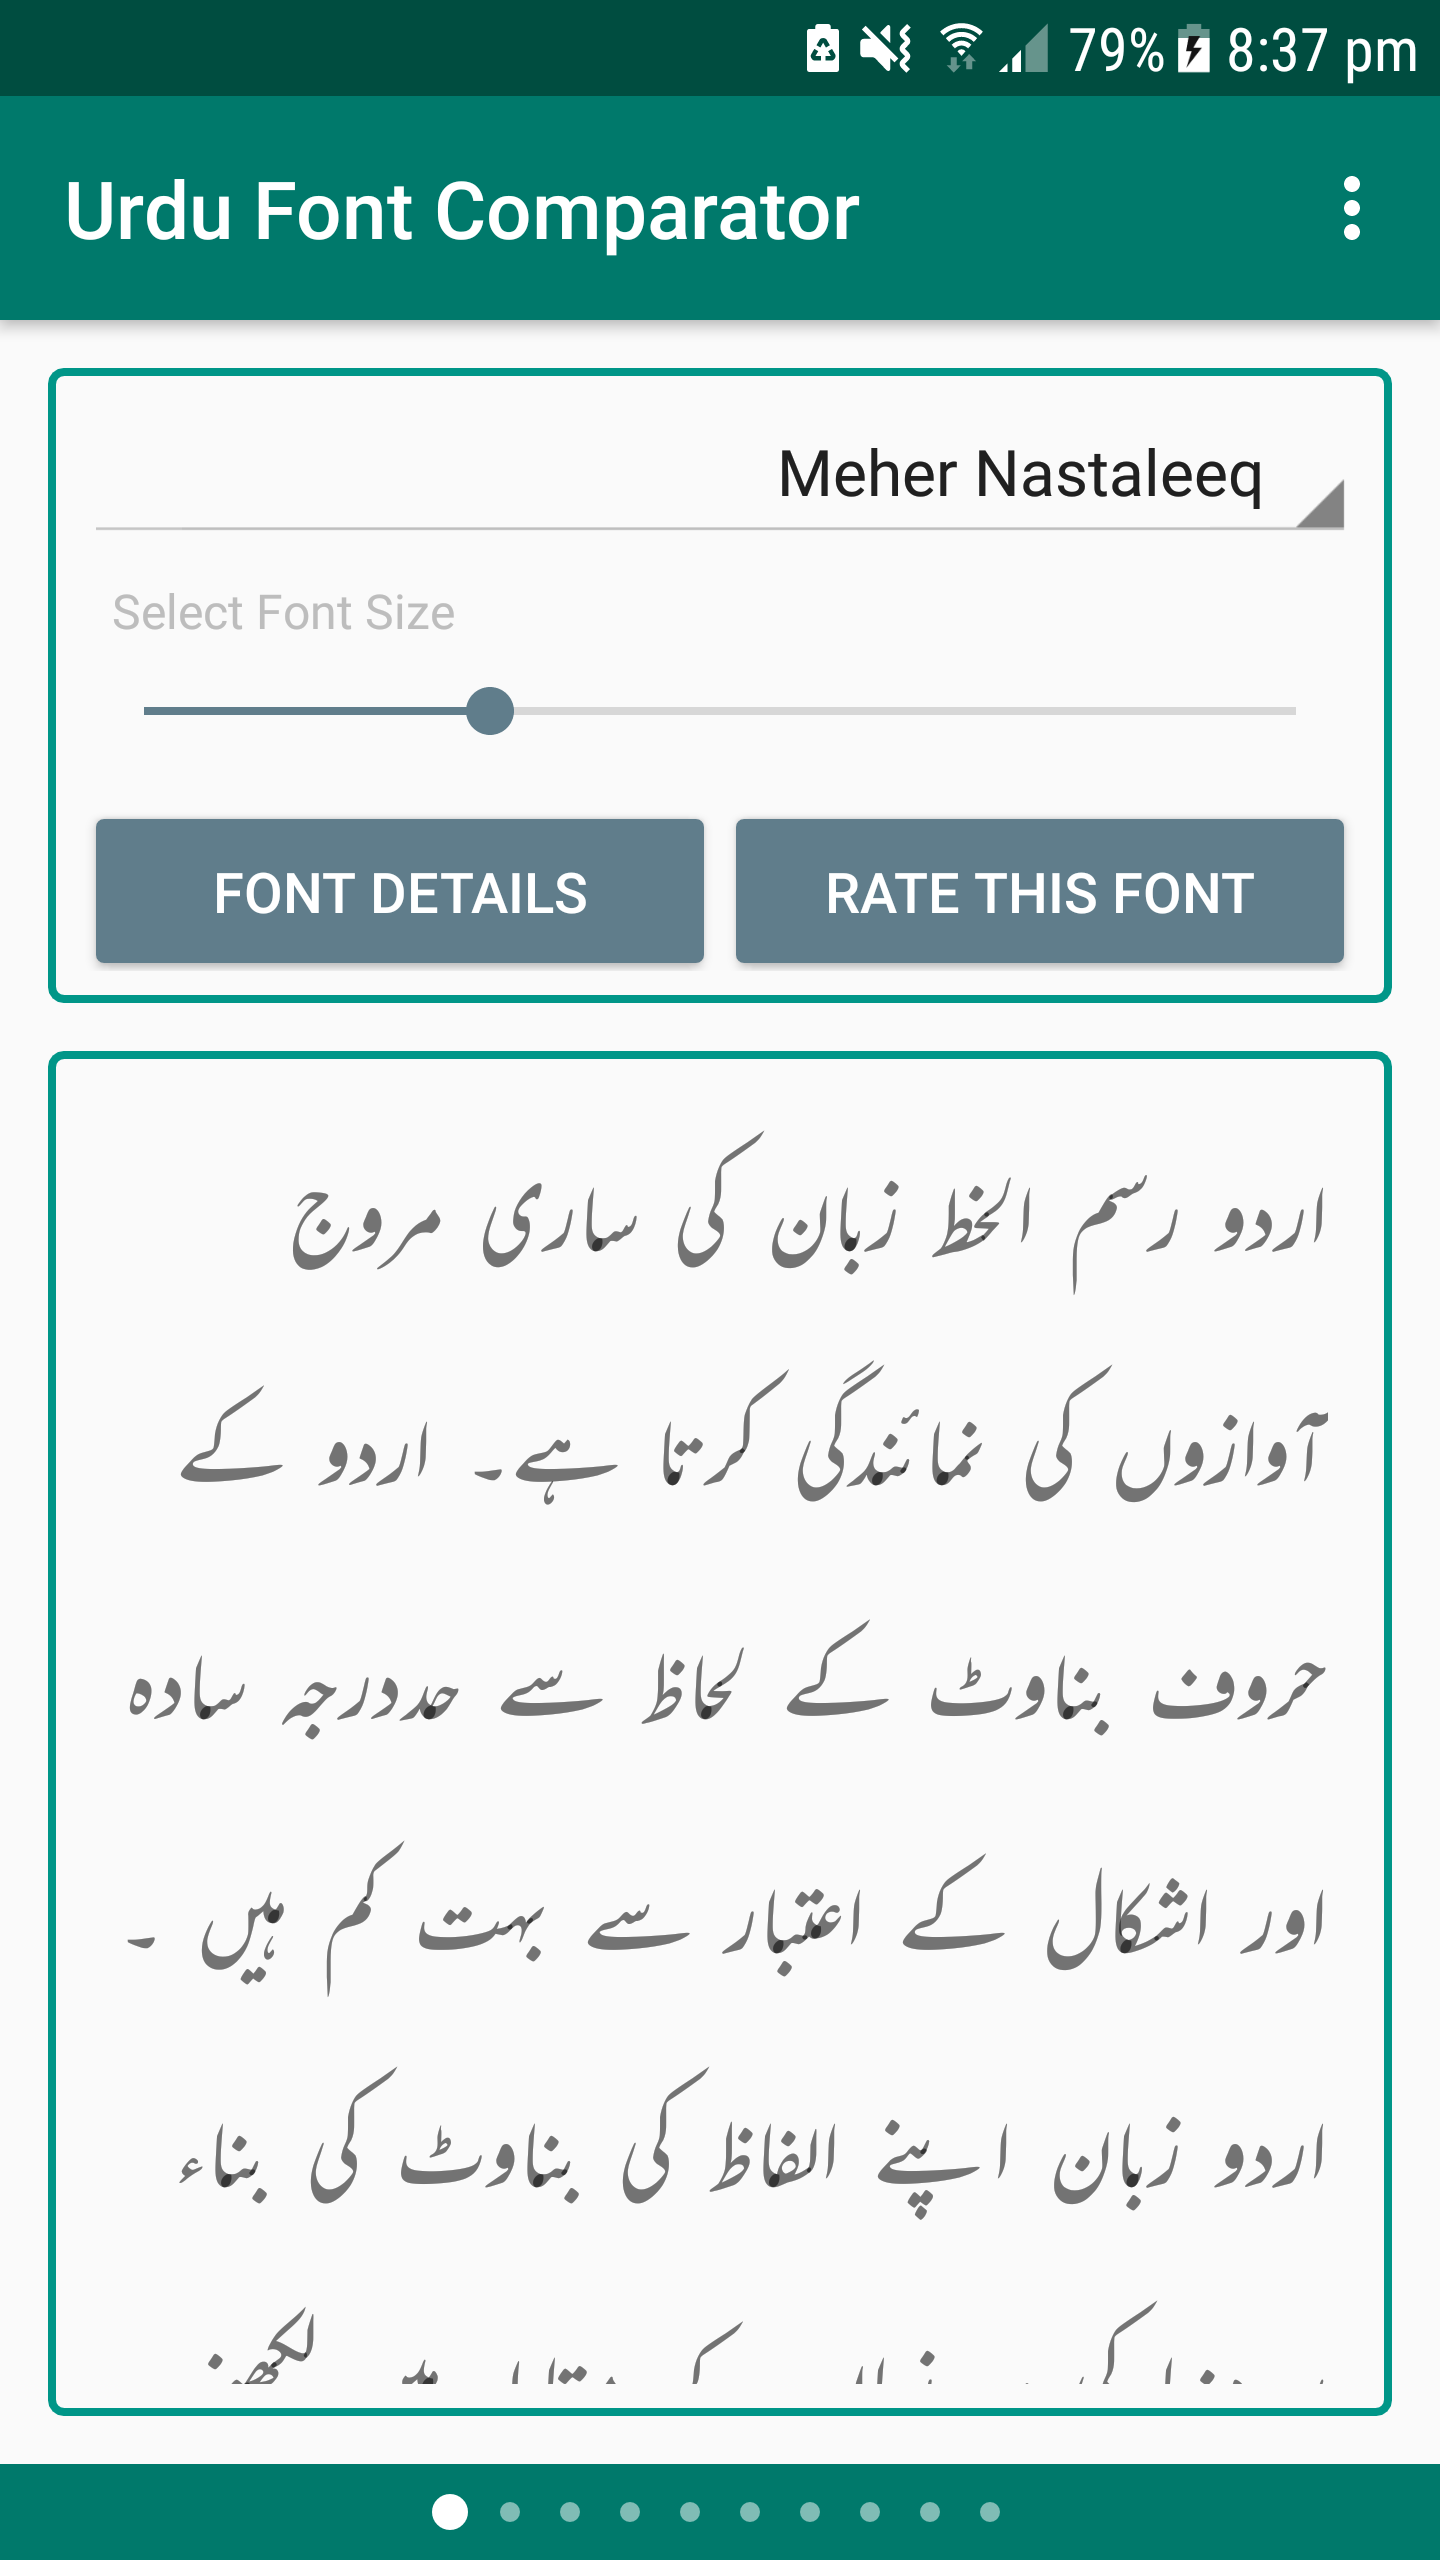 79% 8:37 pm
Urdu Font Comparator
Meher Nastaleeq
Select Font Size
FONT DETAILS
RATE THIS FONT
اردو رسم الخط زبان کی ساری مروج
آوازوں کی نمائندگی کرتا ہے۔ اردو کے
حروف بناوٹ کے لحاظ سے حددرجہ سادہ
اور اشکال کے اعتبار سے بہت کم ہیں ۔
اردو زبان اپنے الفاظ کی بناوٹ کی بناء